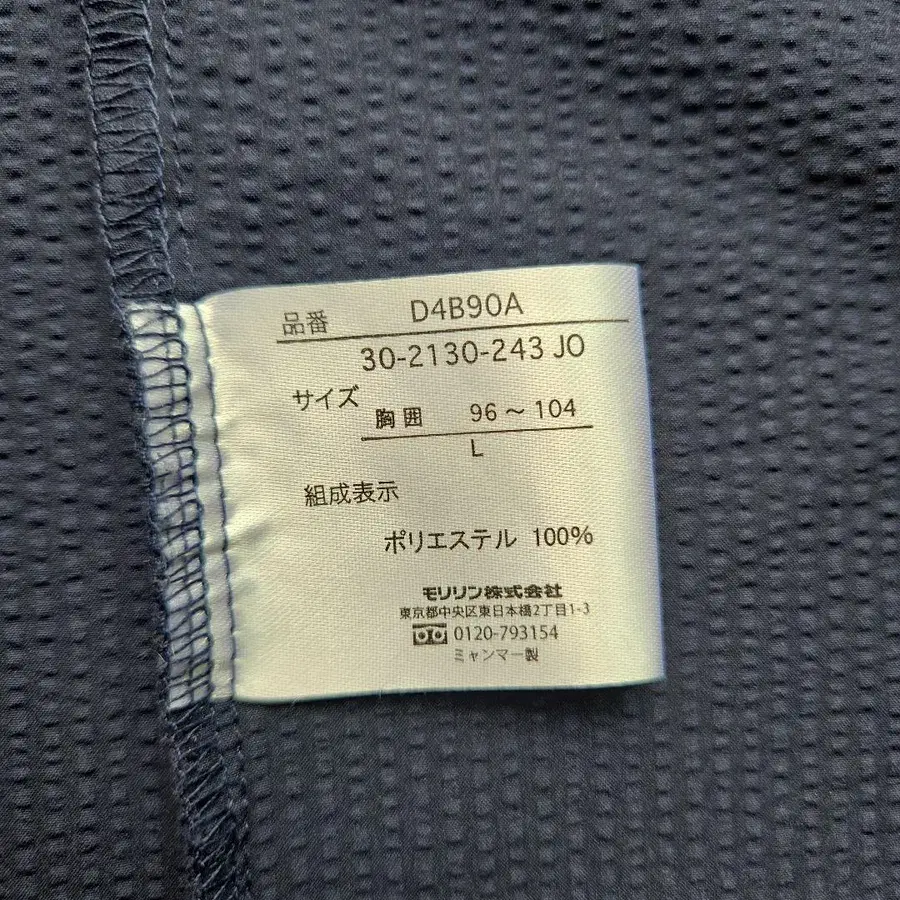 品番 D4B90A
30-2130-243 JO
サイズ 胸囲 96～104
L
組成表示
ポリエステル 100%
モリリン株式会社
東京都中央区東日本橋2丁目1-3
0120-793154
ミャンマー製